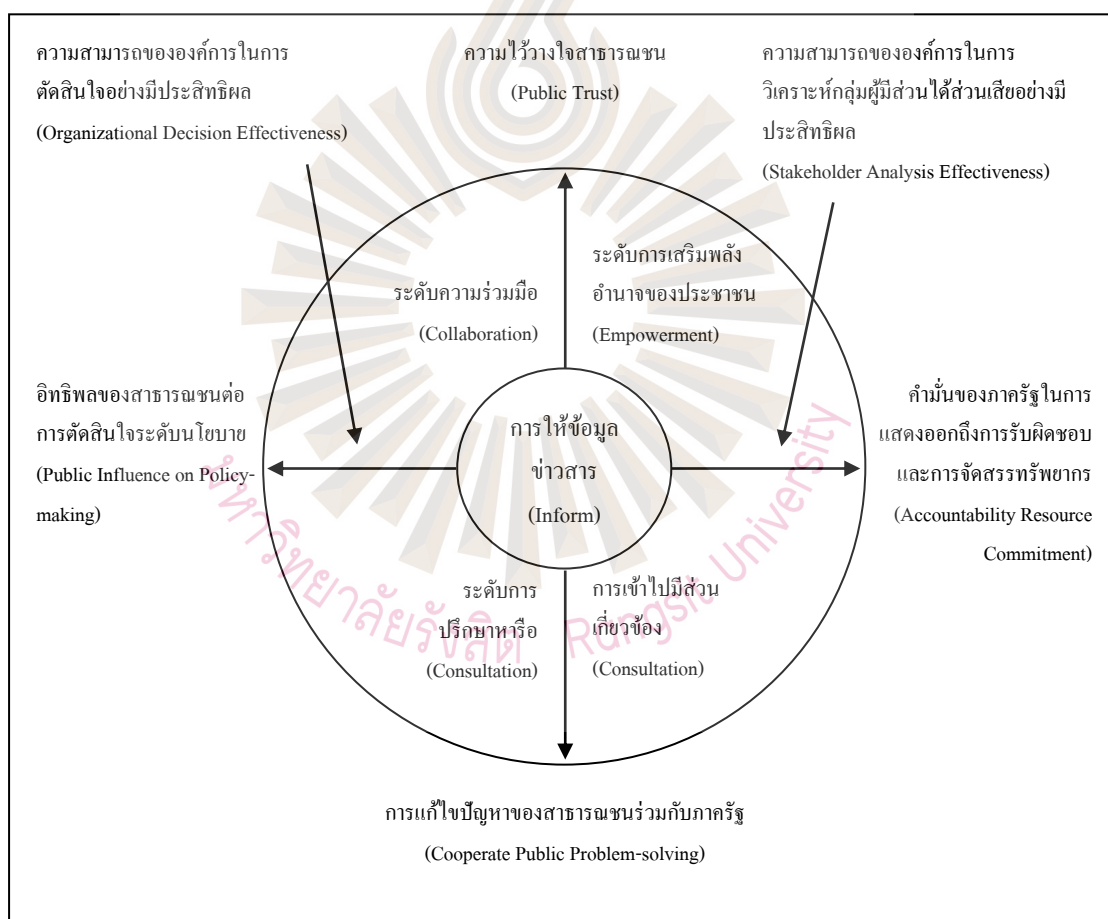 ความสามารถขององค์การในการ
ตัดสินใจอย่างมีประสิทธิผล
(Organizational Decision Effectiveness)
ความไว้วางใจสาธารณชน
(Public Trust)
ความสามารถขององค์การในการ
วิเคราะห์กลุ่มผู้มีส่วนได้ส่วนเสียอย่างมี
ประสิทธิผล
(Stakeholder Analysis Effectiveness)
ระดับความร่วมมือ
(Collaboration)
ระดับการเสริมพลัง
อำนาจของประชาชน
(Empowerment)
อิทธิพลของสาธารณชนต่อ
การตัดสินใจระดับนโยบาย
(Public Influence on Policy-
making)
การให้ข้อมูล
ข่าวสาร
(Inform)
คำมั่นของภาครัฐในการ
แสดงออกถึงการรับผิดชอบ
และการจัดสรรทรัพยากร
(Accountability Resource
Commitment)
ระดับการ
ปรึกษาหารือ
(Consultation)
การเข้าไปมีส่วน
เกี่ยวข้อง
(Consultation)
มหาวิทยาลัยรังสิต Rangsit University
การแก้ไขปัญหาของสาธารณชนร่วมกับภาครัฐ
(Cooperate Public Problem-solving)